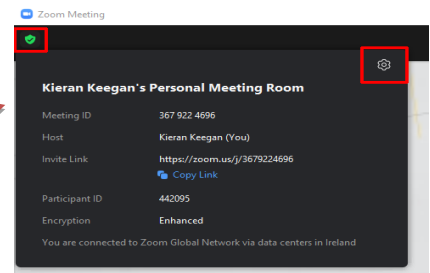 Zoom Meeting
Kieran Keegan's Personal Meeting Room
Meeting ID 367 922 4696
Host Kieran Keegan (You)
Invite Link https://zoom.us/j/3679224696
Copy Link
Participant ID 442095
Encryption Enhanced
You are connected to Zoom Global Network via data centers in Ireland